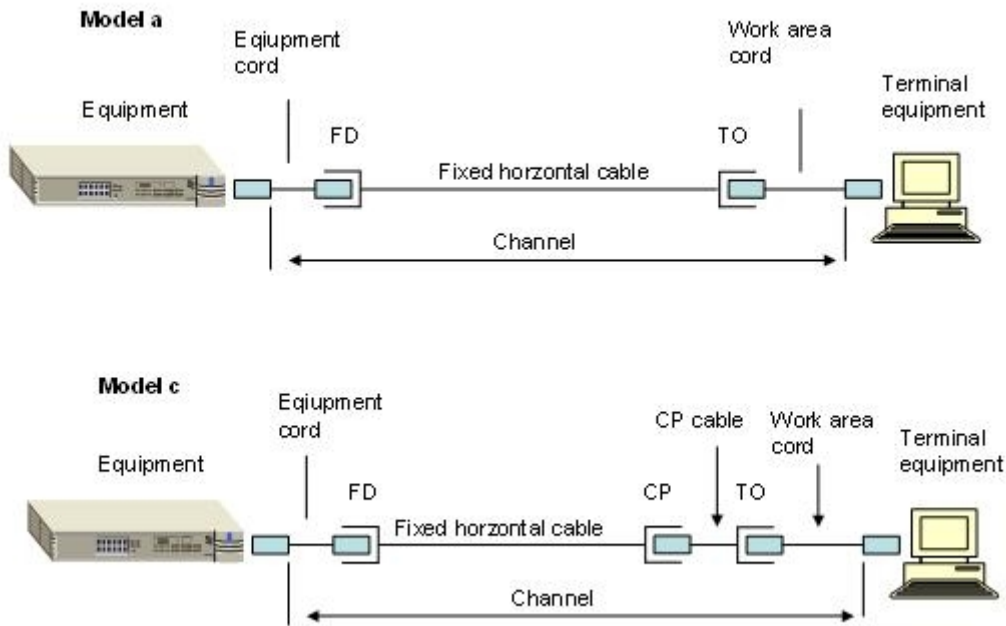 Model a
Eqiupment
cord
Work area
cord
Terminal
equipment
Equipment
FD
TO
Fixed horzontal cable
Channel
Model c
Eqiupment
cord
CP cable
Work area
cord
Terminal
equipment
Equipment
FD
CP
TO
Fixed horzontal cable
Channel